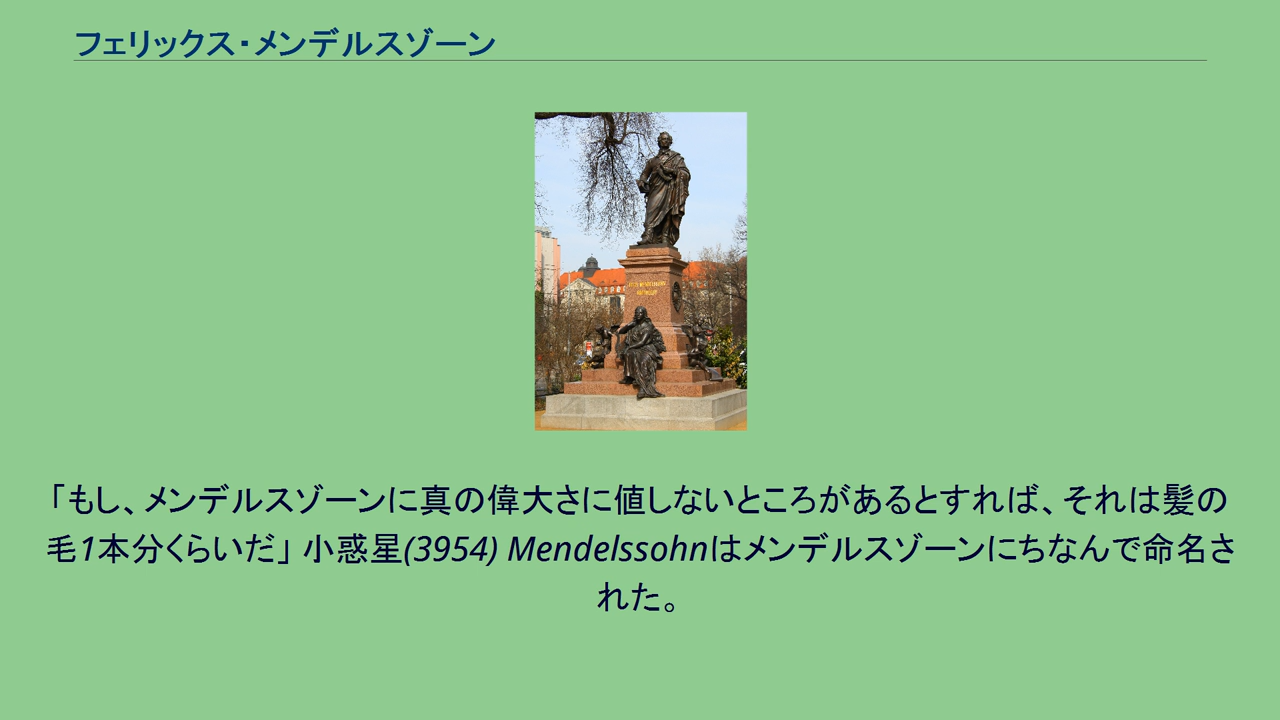 フェリックス・メンデルスゾーン
「もし、メンデルスゾーンに真の偉大さに値しないところがあるとすれば、それは髪の
毛1本分くらいだ」 小惑星(3954) Mendelssohnはメンデルスゾーンにちなんで命名さ
れた。